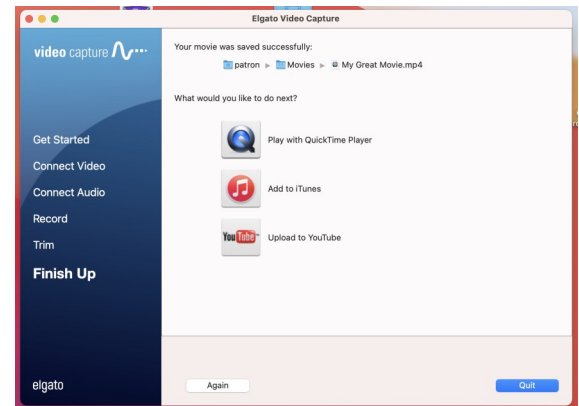 Elgato Video Capture
video capture
Your movie was saved successfully:
patron ▸ Movies ▸ My Great Movie.mp4
What would you like to do next?
Get Started
Connect Video
Connect Audio
Record
Trim
Finish Up
Play with QuickTime Player
Add to iTunes
YouTube Upload to YouTube
elgato
Again
Quit